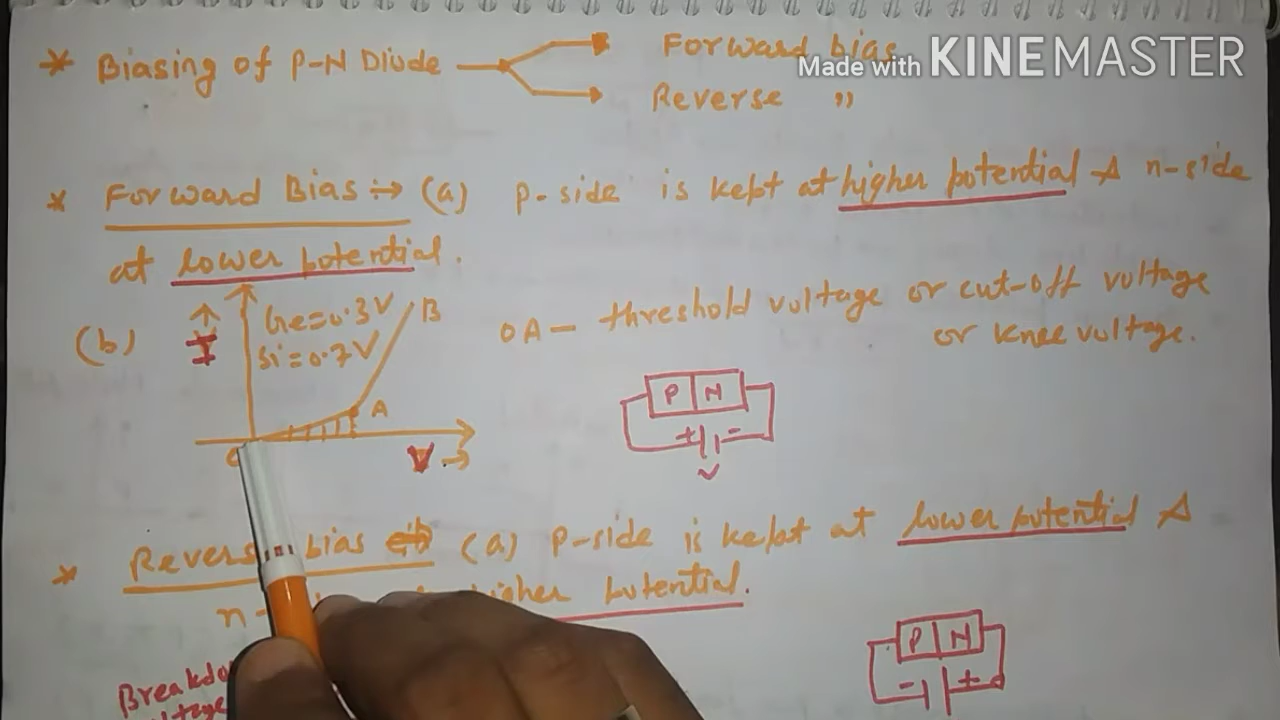 * Biasing of P-N Diode
Forward bias
Reverse "
Made with KINEMASTER
* Forward Bias :→ (a) P-side is kept at higher potential & n-side
at lower potential.
(b) I
Ge=0.3V
Si=0.7V
B
A
V
OA - threshold voltage or cut-off voltage
or knee voltage.
P N
+ -
V
* bias (a) P-side is kept at lower potential &
n- higher potential.
P N
- +